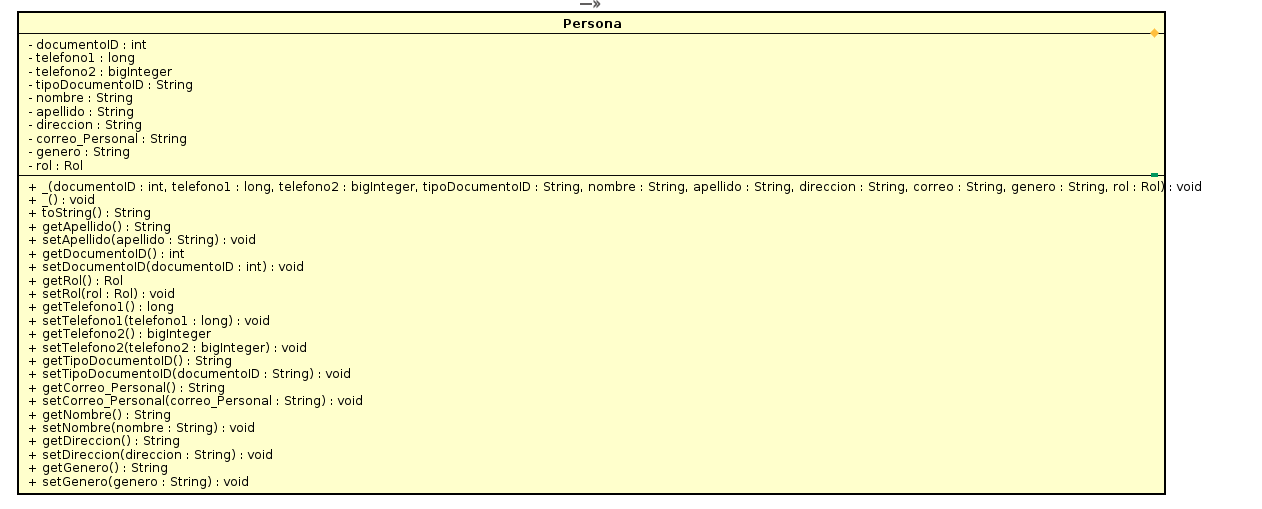 Persona
- documentoID : int
- telefono1 : long
- telefono2 : bigInteger
- tipoDocumentoID : String
- nombre : String
- apellido : String
- direccion : String
- correo_Personal : String
- genero : String
- rol : Rol
+ _(documentoID : int, telefono1 : long, telefono2 : bigInteger, tipoDocumentoID : String, nombre : String, apellido : String, direccion : String, correo : String, genero : String, rol : Rol) : void
+ _() : void
+ toString() : String
+ getApellido() : String
+ setApellido(apellido : String) : void
+ getDocumentoID() : int
+ setDocumentoID(documentoID : int) : void
+ getRol() : Rol
+ setRol(rol : Rol) : void
+ getTelefono1() : long
+ setTelefono1(telefono1 : long) : void
+ getTelefono2() : bigInteger
+ setTelefono2(telefono2 : bigInteger) : void
+ getTipoDocumentoID() : String
+ setTipoDocumentoID(documentoID : String) : void
+ getCorreo_Personal() : String
+ setCorreo_Personal(correo_Personal : String) : void
+ getNombre() : String
+ setNombre(nombre : String) : void
+ getDireccion() : String
+ setDireccion(direccion : String) : void
+ getGenero() : String
+ setGenero(genero : String) : void